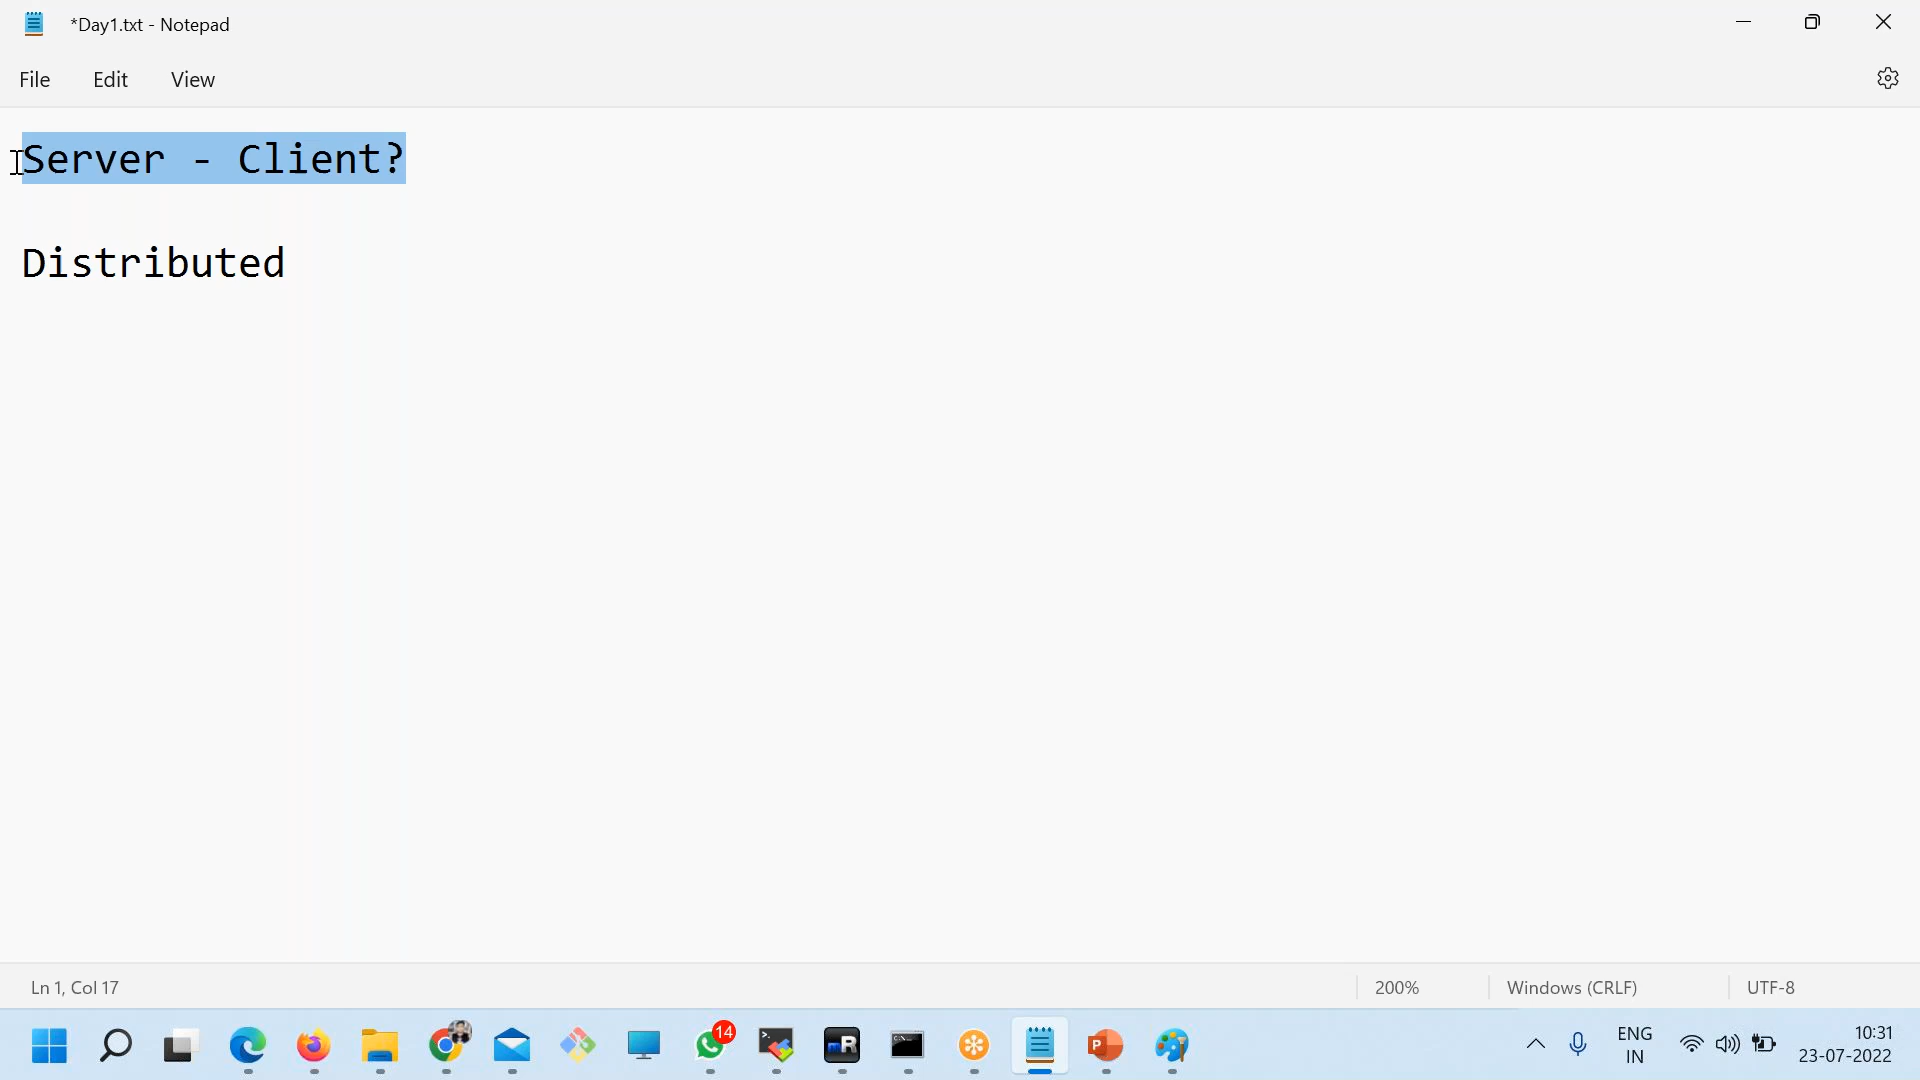 *Day1.txt - Notepad
File Edit View
Server - Client?
Distributed
Ln 1, Col 17 200% Windows (CRLF) UTF-8
14
ENG
IN
10:31
23-07-2022